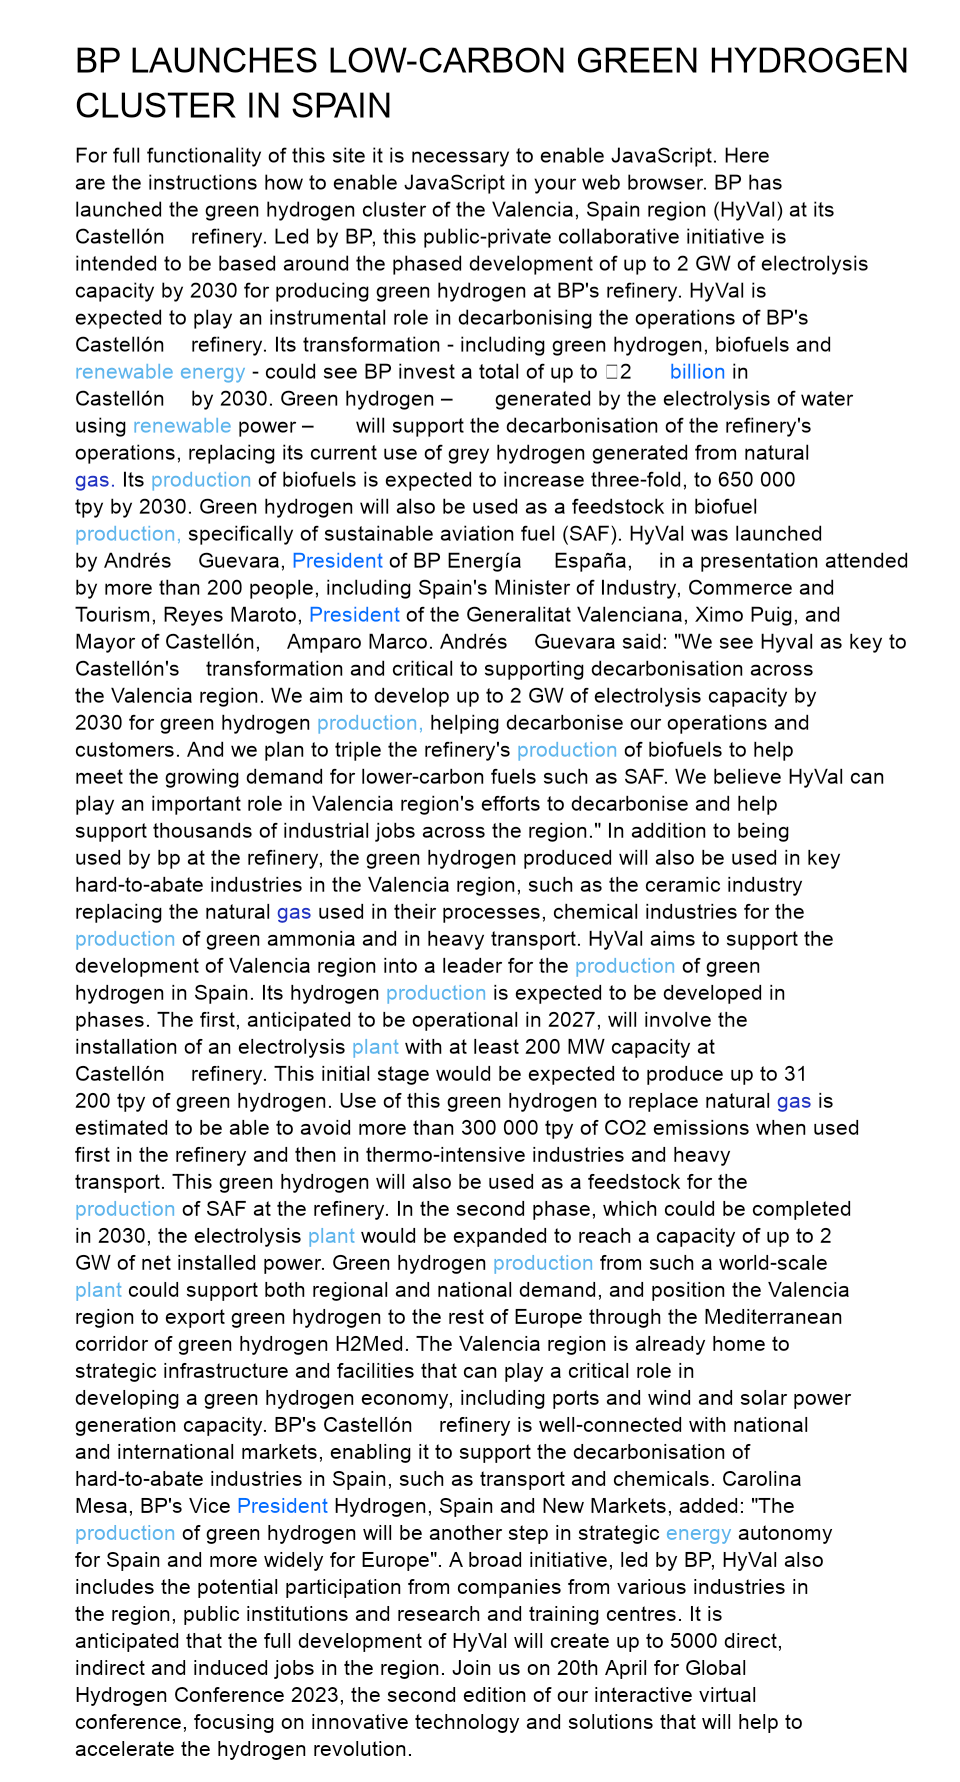 BP LAUNCHES LOW-CARBON GREEN HYDROGEN
CLUSTER IN SPAIN
For full functionality of this site it is necessary to enable JavaScript. Here
are the instructions how to enable JavaScript in your web browser. BP has
launched the green hydrogen cluster of the Valencia, Spain region (HyVal) at its
Castellón refinery. Led by BP, this public-private collaborative initiative is
intended to be based around the phased development of up to 2 GW of electrolysis
capacity by 2030 for producing green hydrogen at BP's refinery. HyVal is
expected to play an instrumental role in decarbonising the operations of BP's
Castellón refinery. Its transformation - including green hydrogen, biofuels and
renewable energy - could see BP invest a total of up to 2 billion in
Castellón by 2030. Green hydrogen – generated by the electrolysis of water
using renewable power – will support the decarbonisation of the refinery's
operations, replacing its current use of grey hydrogen generated from natural
gas. Its production of biofuels is expected to increase three-fold, to 650 000
tpy by 2030. Green hydrogen will also be used as a feedstock in biofuel
production, specifically of sustainable aviation fuel (SAF). HyVal was launched
by Andrés Guevara, President of BP Energía España, in a presentation attended
by more than 200 people, including Spain's Minister of Industry, Commerce and
Tourism, Reyes Maroto, President of the Generalitat Valenciana, Ximo Puig, and
Mayor of Castellón, Amparo Marco. Andrés Guevara said: "We see Hyval as key to
Castellón's transformation and critical to supporting decarbonisation across
the Valencia region. We aim to develop up to 2 GW of electrolysis capacity by
2030 for green hydrogen production, helping decarbonise our operations and
customers. And we plan to triple the refinery's production of biofuels to help
meet the growing demand for lower-carbon fuels such as SAF. We believe HyVal can
play an important role in Valencia region's efforts to decarbonise and help
support thousands of industrial jobs across the region." In addition to being
used by bp at the refinery, the green hydrogen produced will also be used in key
hard-to-abate industries in the Valencia region, such as the ceramic industry
replacing the natural gas used in their processes, chemical industries for the
production of green ammonia and in heavy transport. HyVal aims to support the
development of Valencia region into a leader for the production of green
hydrogen in Spain. Its hydrogen production is expected to be developed in
phases. The first, anticipated to be operational in 2027, will involve the
installation of an electrolysis plant with at least 200 MW capacity at
Castellón refinery. This initial stage would be expected to produce up to 31
200 tpy of green hydrogen. Use of this green hydrogen to replace natural gas is
estimated to be able to avoid more than 300 000 tpy of CO2 emissions when used
first in the refinery and then in thermo-intensive industries and heavy
transport. This green hydrogen will also be used as a feedstock for the
production of SAF at the refinery. In the second phase, which could be completed
in 2030, the electrolysis plant would be expanded to reach a capacity of up to 2
GW of net installed power. Green hydrogen production from such a world-scale
plant could support both regional and national demand, and position the Valencia
region to export green hydrogen to the rest of Europe through the Mediterranean
corridor of green hydrogen H2Med. The Valencia region is already home to
strategic infrastructure and facilities that can play a critical role in
developing a green hydrogen economy, including ports and wind and solar power
generation capacity. BP's Castellón refinery is well-connected with national
and international markets, enabling it to support the decarbonisation of
hard-to-abate industries in Spain, such as transport and chemicals. Carolina
Mesa, BP's Vice President Hydrogen, Spain and New Markets, added: "The
production of green hydrogen will be another step in strategic energy autonomy
for Spain and more widely for Europe". A broad initiative, led by BP, HyVal also
includes the potential participation from companies from various industries in
the region, public institutions and research and training centres. It is
anticipated that the full development of HyVal will create up to 5000 direct,
indirect and induced jobs in the region. Join us on 20th April for Global
Hydrogen Conference 2023, the second edition of our interactive virtual
conference, focusing on innovative technology and solutions that will help to
accelerate the hydrogen revolution.